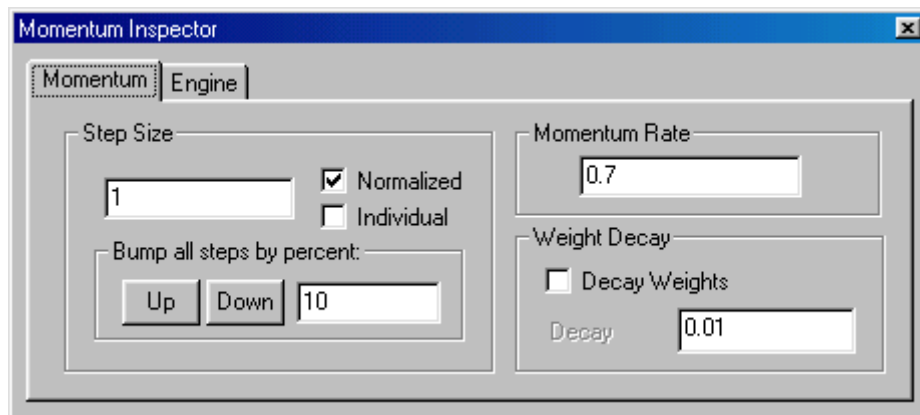 Momentum Inspector
Momentum Engine
Step Size
1
Normalized
Individual
Bump all steps by percent:
Up Down 10
Momentum Rate
0.7
Weight Decay
Decay Weights
Decay 0.01